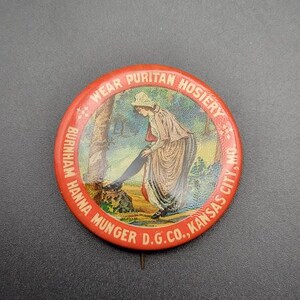 WEAR PURITAN HOSIERY
BURNHAM HANNA MUNGER D.G.CO., KANSAS CITY, MO.